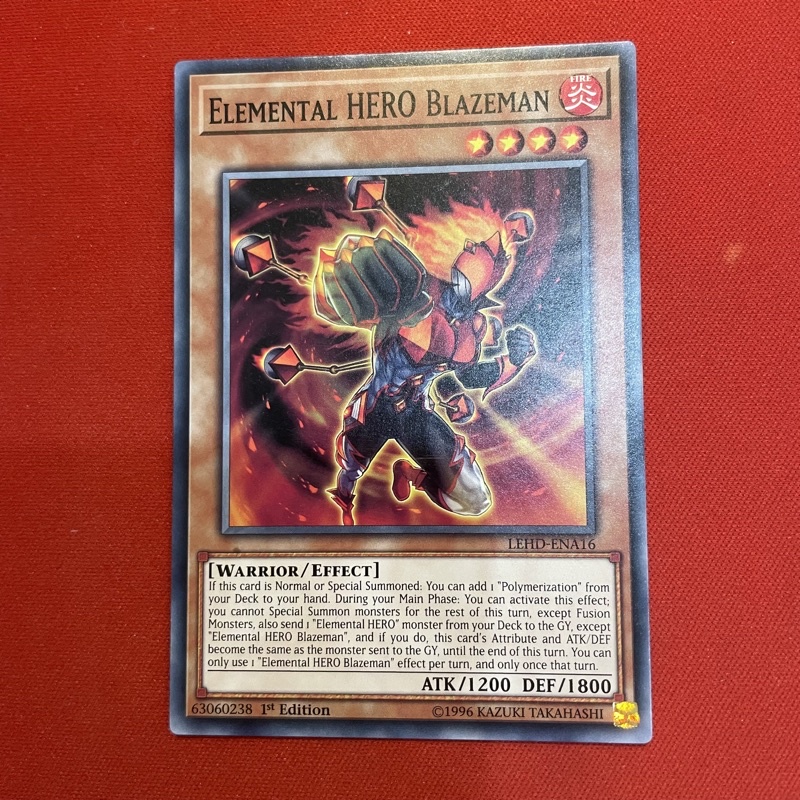 ELEMENTAL HERO BLAZEMAN
FIRE
炎
LEHD-ENA16
[WARRIOR/EFFECT]
If this card is Normal or Special Summoned: You can add 1 "Polymerization" from
your Deck to your hand. During your Main Phase: You can activate this effect;
you cannot Special Summon monsters for the rest of this turn, except Fusion
Monsters, also send 1 "Elemental HERO" monster from your Deck to the GY, except
"Elemental HERO Blazeman", and if you do, this card's Attribute and ATK/DEF
become the same as the monster sent to the GY, until the end of this turn. You can
only use 1 "Elemental HERO Blazeman" effect per turn, and only once that turn.
ATK/1200 DEF/1800
63060238 1st Edition ©1996 KAZUKI TAKAHASHI